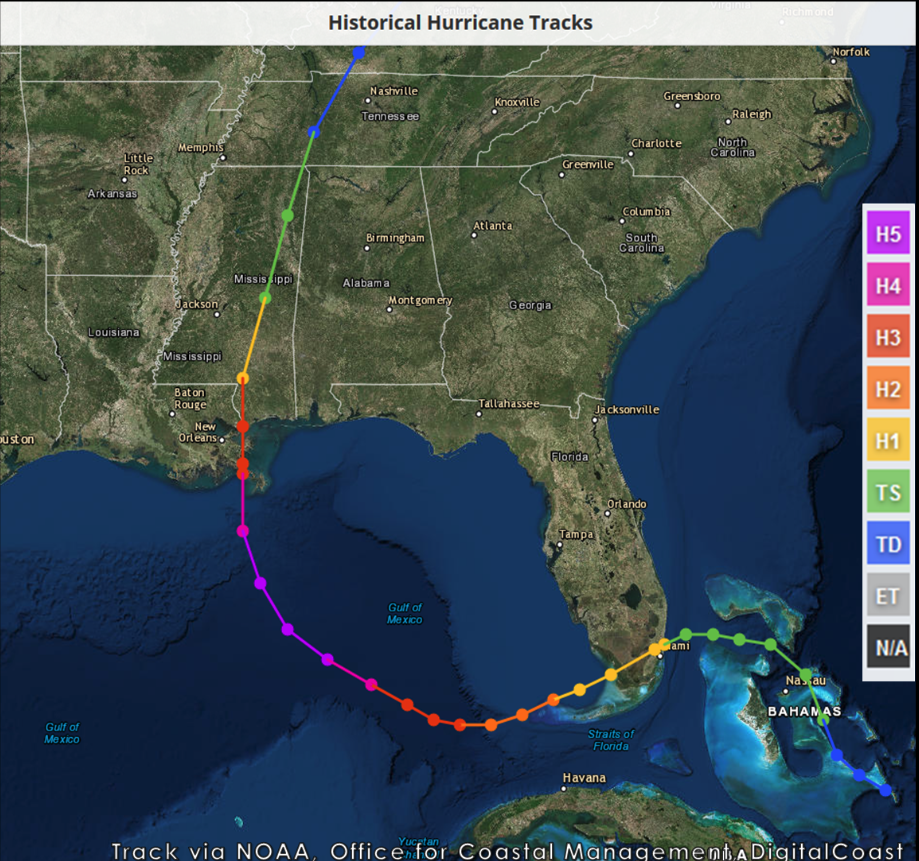 Historical Hurricane Tracks
Richmond
Norfolk
Nashville
Tennessee
Knoxville
Greensboro
Raleigh
Memphis
Charlotte
North
Carolina
Little
Rock
Arkansas
Greenville
Columbia
South
Carolina
Atlanta
Birmingham
Mississippi
Alabama
Jackson
Montgomery
Georgia
Louisiana
Mississippi
Baton
Rouge
Tallahassee
Jacksonville
New
Orleans
ouston
Florida
Orlando
Tampa
Gulf of
Mexico
ami
Nassau
BAHAMAS
Gulf of
Mexico
Straits of
Florida
Havana
Yucatan
H5
H4
H3
H2
H1
TS
TD
ET
N/A
Track via NOAA, Office for Coastal Management, DigitalCoast